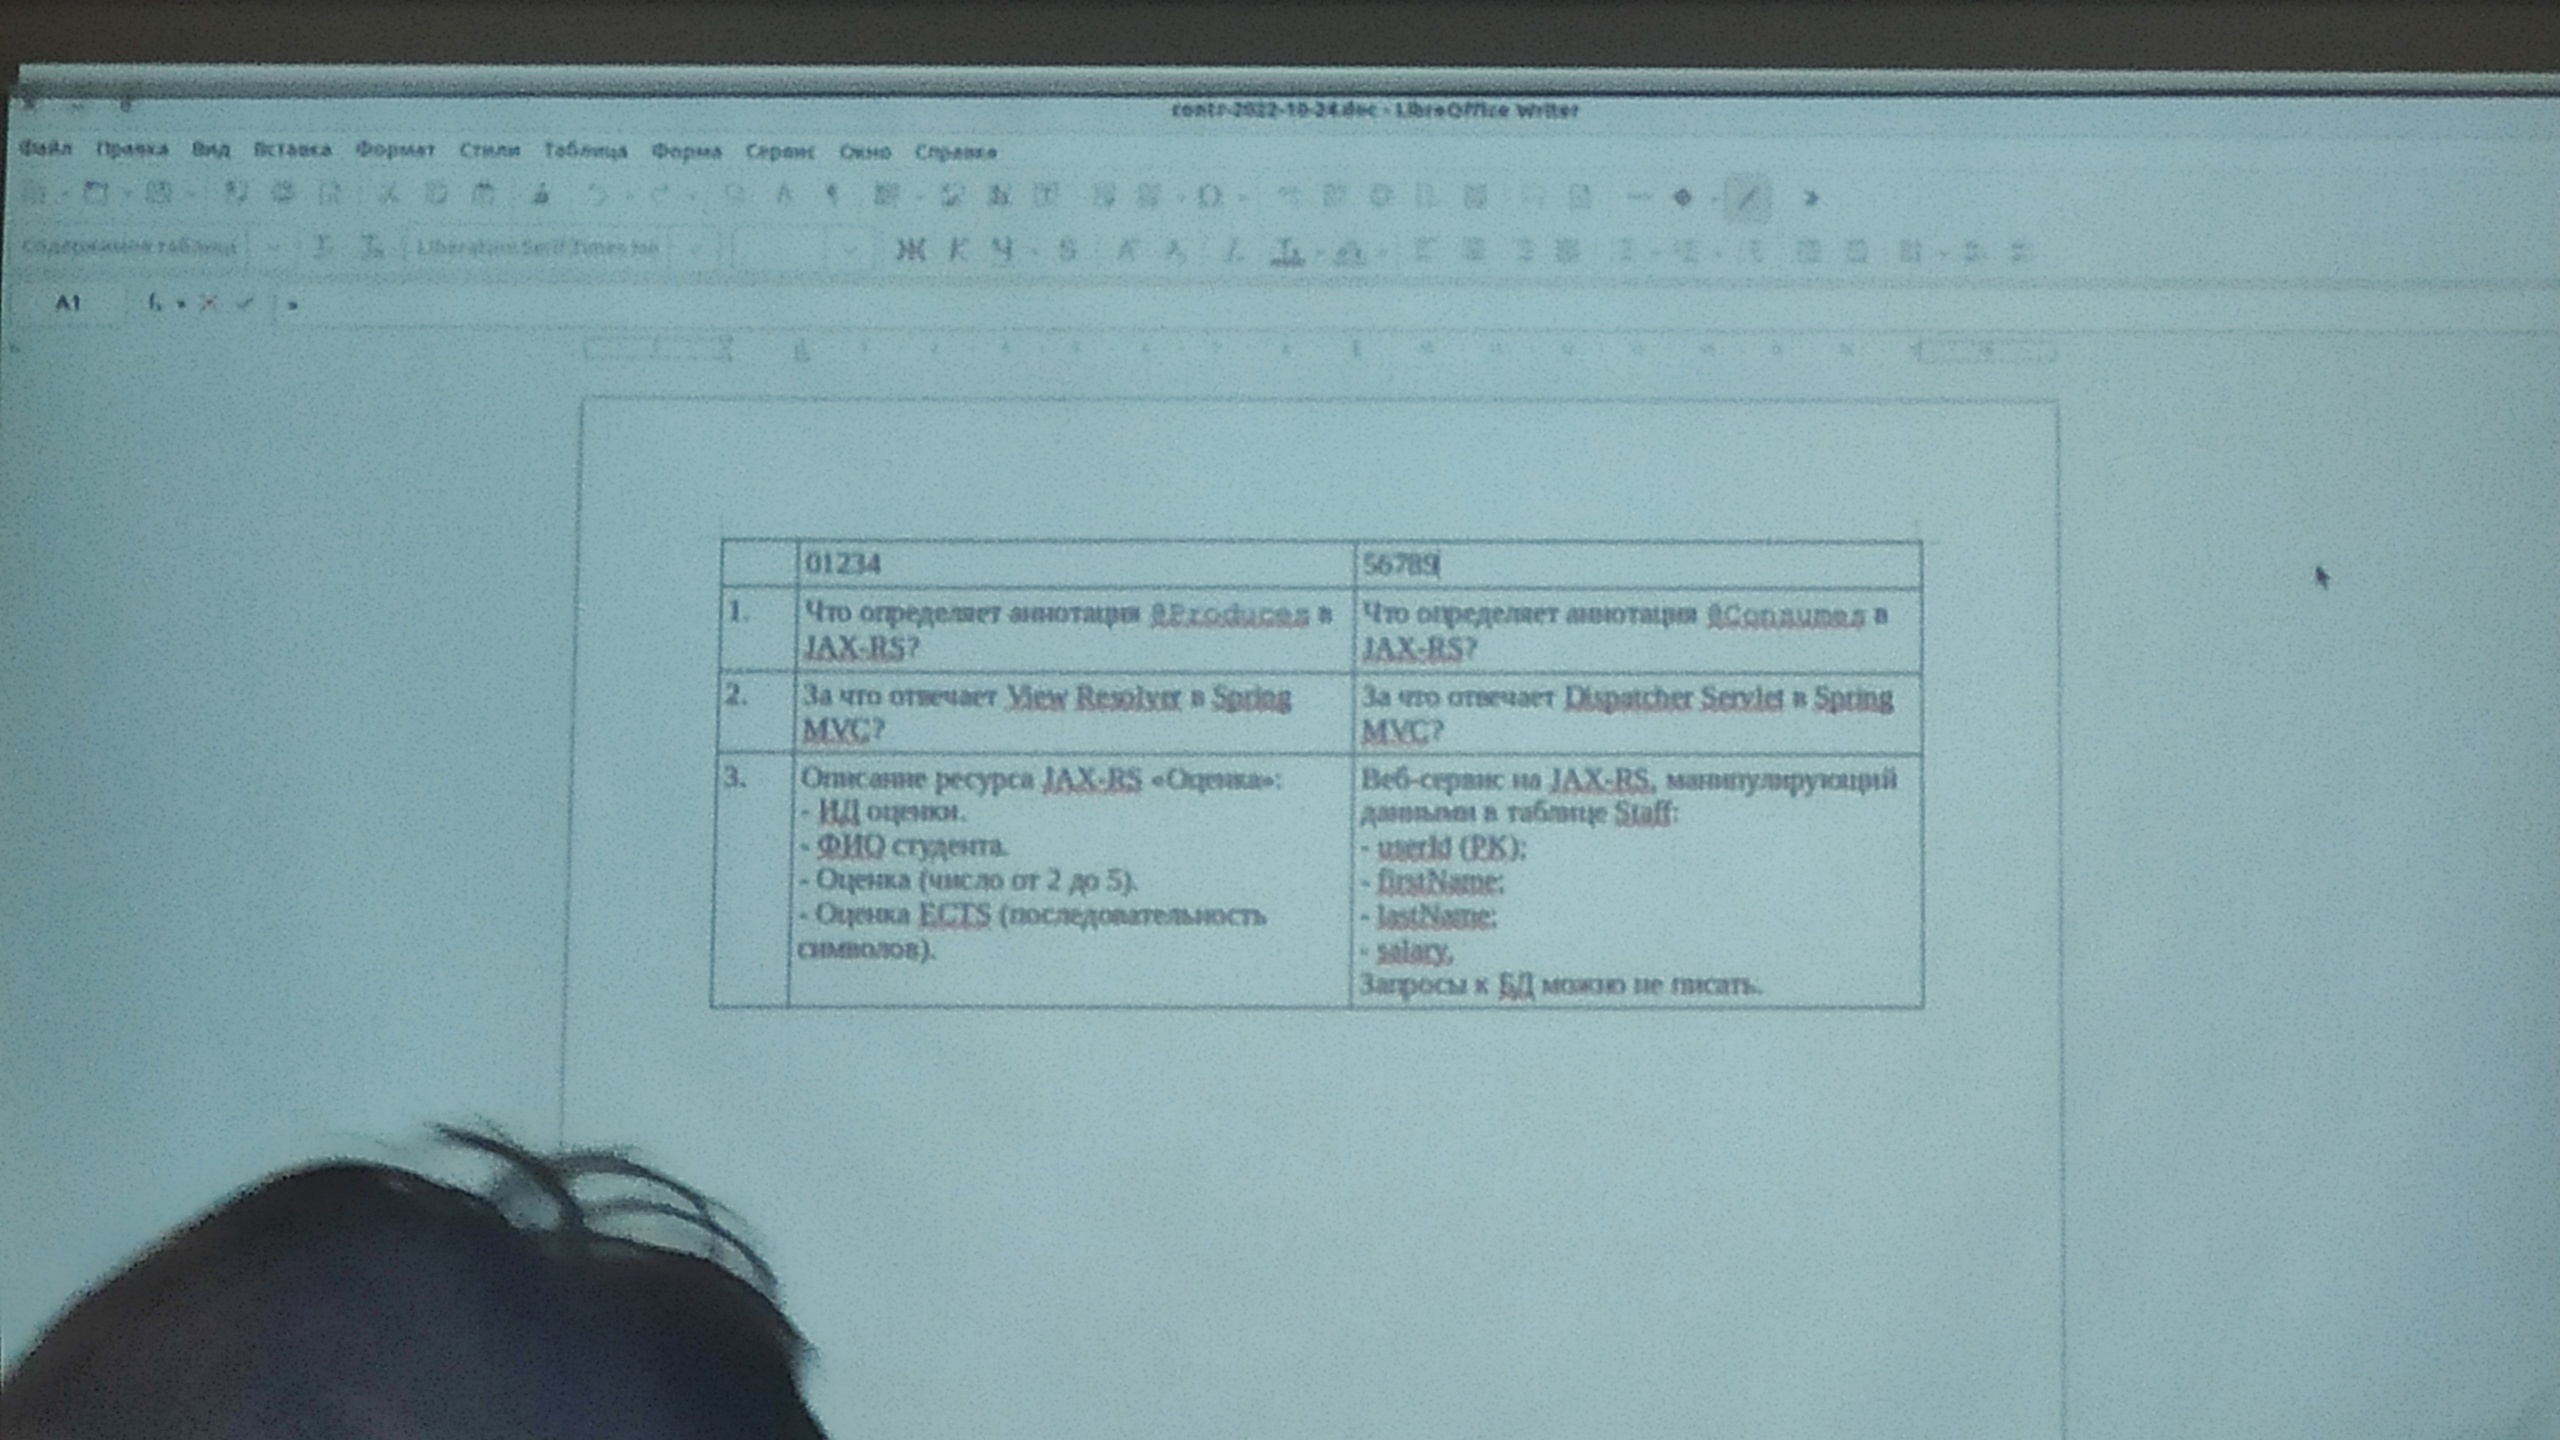 contr-2022-10-24.doc - LibreOffice Writer
Файл Правка Вид Вставка Формат Стили Таблица Форма Сервис Окно Справка
Содержимое таблицы Liberation Serif;Times
Ж К Ч S
A1
01234
56789
1.
Что определяет аннотация @Produces в
JAX-RS?
Что определяет аннотация @Consumes в
JAX-RS?
2.
За что отвечает View Resolver в Spring
MVC?
За что отвечает Dispatcher Servlet в Spring
MVC?
3.
Описание ресурса JAX-RS «Оценка»:
- ИД оценки.
- ФИО студента.
- Оценка (число от 2 до 5).
- Оценка ECTS (последовательность
символов).
Веб-сервис на JAX-RS, манипулирующий
данными в таблице Staff:
- userId (PK);
- firstName;
- lastName;
- salary,
Запросы к БД можно не писать.